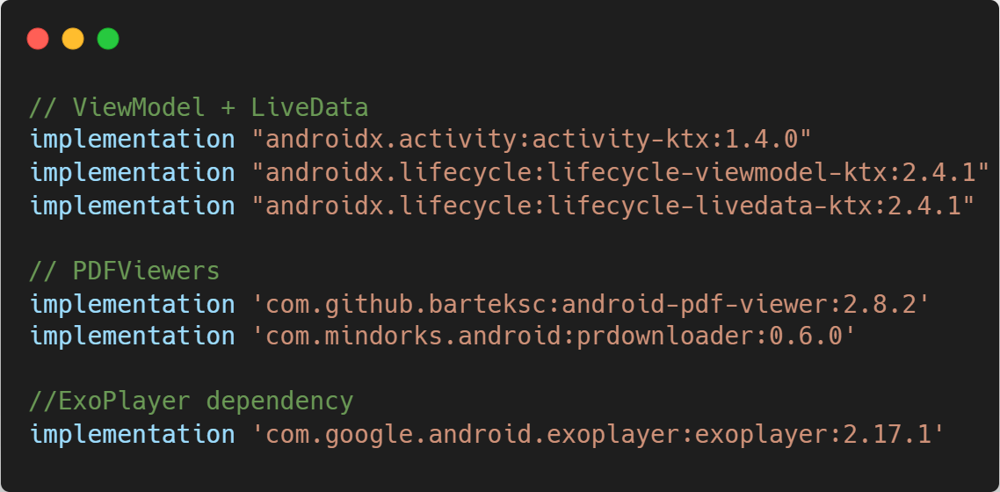 // ViewModel + LiveData
implementation "androidx.activity:activity-ktx:1.4.0"
implementation "androidx.lifecycle:lifecycle-viewmodel-ktx:2.4.1"
implementation "androidx.lifecycle:lifecycle-livedata-ktx:2.4.1"
// PDFViewers
implementation 'com.github.barteksc:android-pdf-viewer:2.8.2'
implementation 'com.mindorks.android:prdownloader:0.6.0'
//ExoPlayer dependency
implementation 'com.google.android.exoplayer:exoplayer:2.17.1'